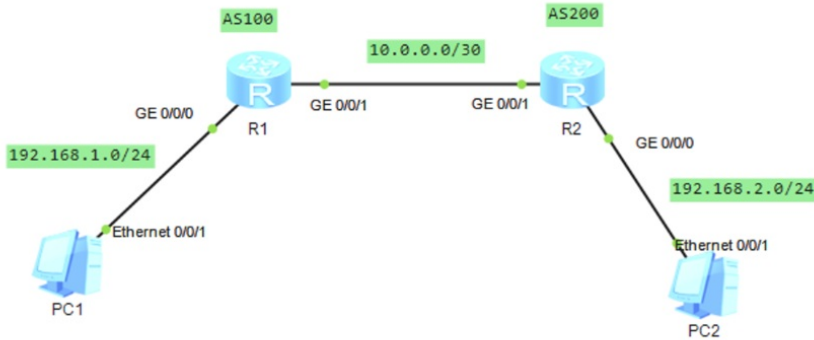 AS100
AS200
10.0.0.0/30
R
R
GE 0/0/0
GE 0/0/1
GE 0/0/1
R1
R2
GE 0/0/0
192.168.1.0/24
192.168.2.0/24
Ethernet 0/0/1
Ethernet 0/0/1
PC1
PC2